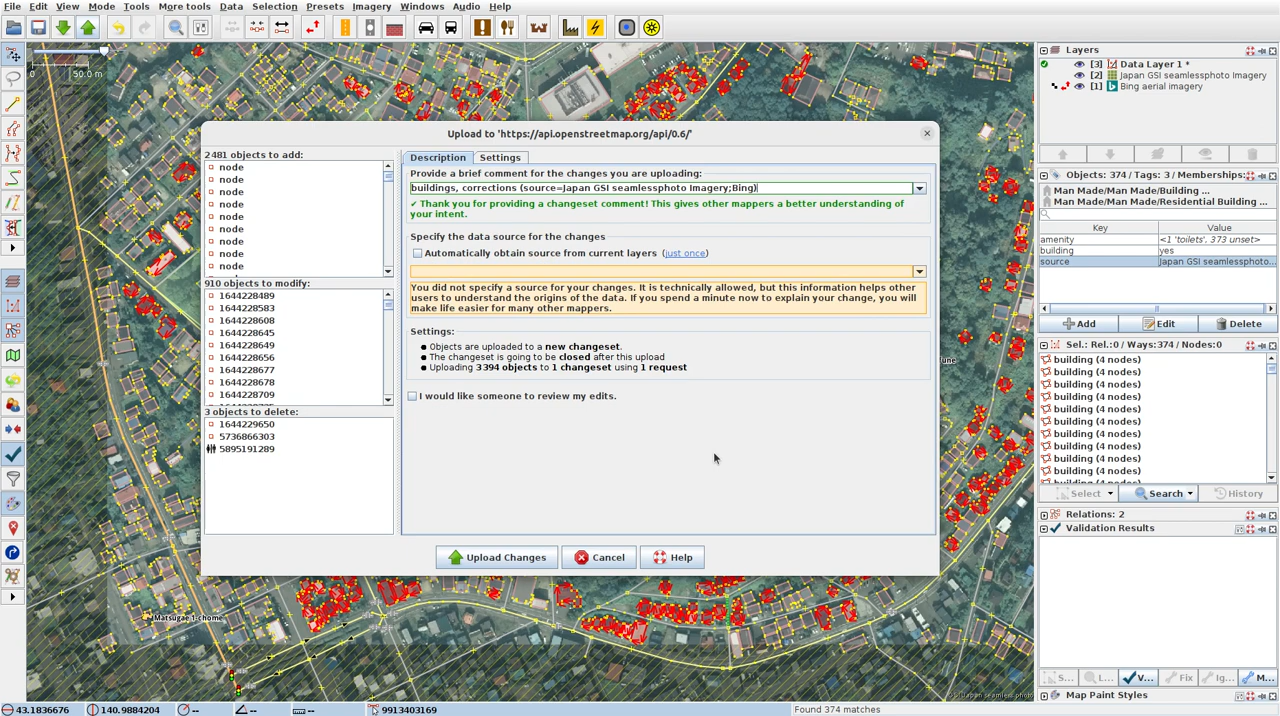 File Edit View Mode Tools More tools Data Selection Presets Imagery Windows Audio Help
0 50.0 m
Upload to 'https://api.openstreetmap.org/api/0.6/'
2 481 objects to add:
node
node
node
node
node
node
node
node
node
910 objects to modify:
1644228489
1644228583
1644228608
1644228645
1644228649
1644228656
1644228677
1644228678
1644228709
3 objects to delete:
1644229650
5736866303
5895191289
Description Settings
Provide a brief comment for the changes you are uploading:
buildings, corrections (source=Japan GSI seamlessphoto Imagery;Bing)
✔ Thank you for providing a changeset comment! This gives other mappers a better understanding of
your intent.
Specify the data source for the changes
Automatically obtain source from current layers (just once)
You did not specify a source for your changes. It is technically allowed, but this information helps other
users to understand the origins of the data. If you spend a minute now to explain your change, you will
make life easier for many other mappers.
Settings:
● Objects are uploaded to a new changeset.
● The changeset is going to be closed after this upload
● Uploading 3 394 objects to 1 changeset using 1 request
I would like someone to review my edits.
Upload Changes Cancel Help
Matsugae 1-chome
Layers
[3] Data Layer 1 *
[2] Japan GSI seamlessphoto Imagery
[1] Bing aerial imagery
Objects: 374 / Tags: 3 / Memberships:
Man Made/Man Made/Building ...
Man Made/Man Made/Residential Building ...
Key Value
amenity <1 'toilets', 373 unset>
building yes
source Japan GSI seamlessphoto...
Add Edit Delete
Sel.: Rel.:0 / Ways:374 / Nodes:0
building (4 nodes)
building (4 nodes)
building (4 nodes)
building (4 nodes)
building (4 nodes)
building (4 nodes)
building (4 nodes)
building (4 nodes)
building (4 nodes)
building (4 nodes)
Select Search History
Relations: 2
Validation Results
S... L... V... Fix Ig... M...
Map Paint Styles
43.1836676 140.9884204 -- -- -- 9913403169 Found 374 matches